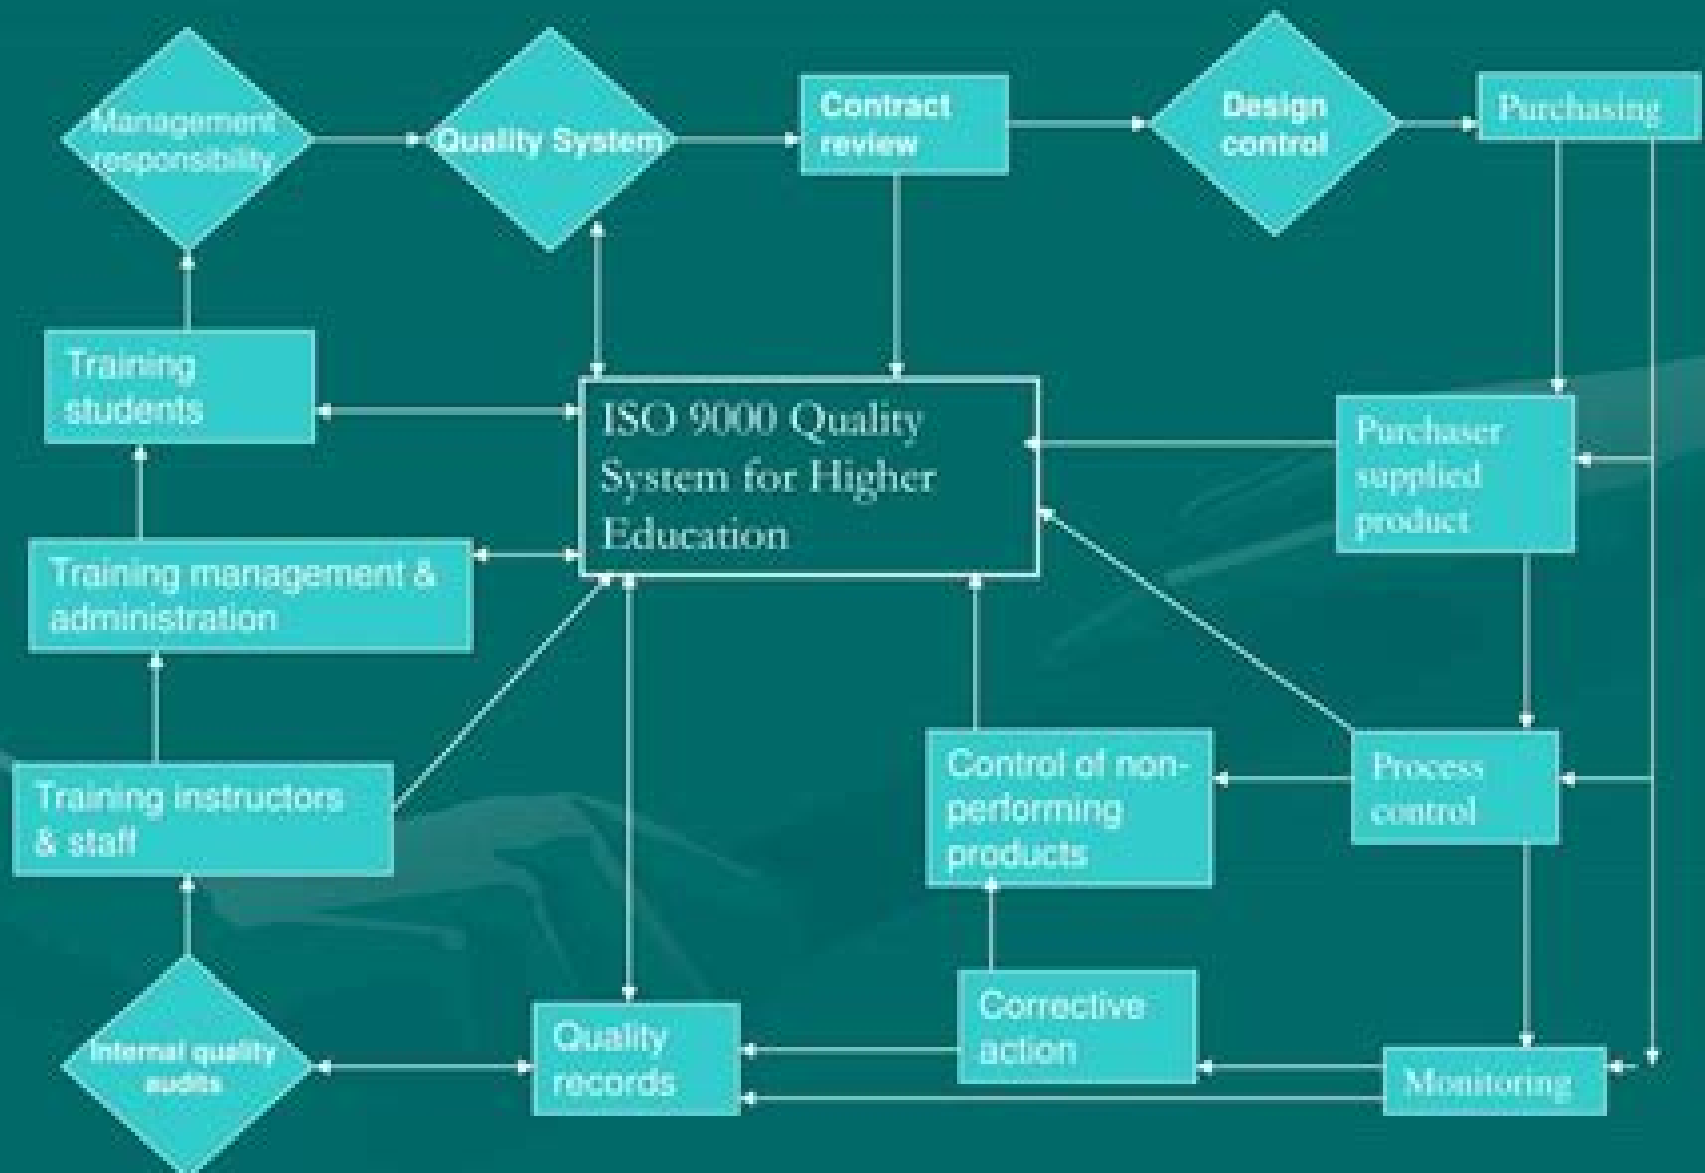 Management
responsibility
Quality System
Contract
review
Design
control
Purchasing
Training
students
ISO 9000 Quality
System for Higher
Education
Purchaser
supplied
product
Training management &
administration
Training instructors
& staff
Control of non-
performing
products
Process
control
Internal quality
audits
Quality
records
Corrective
action
Monitoring